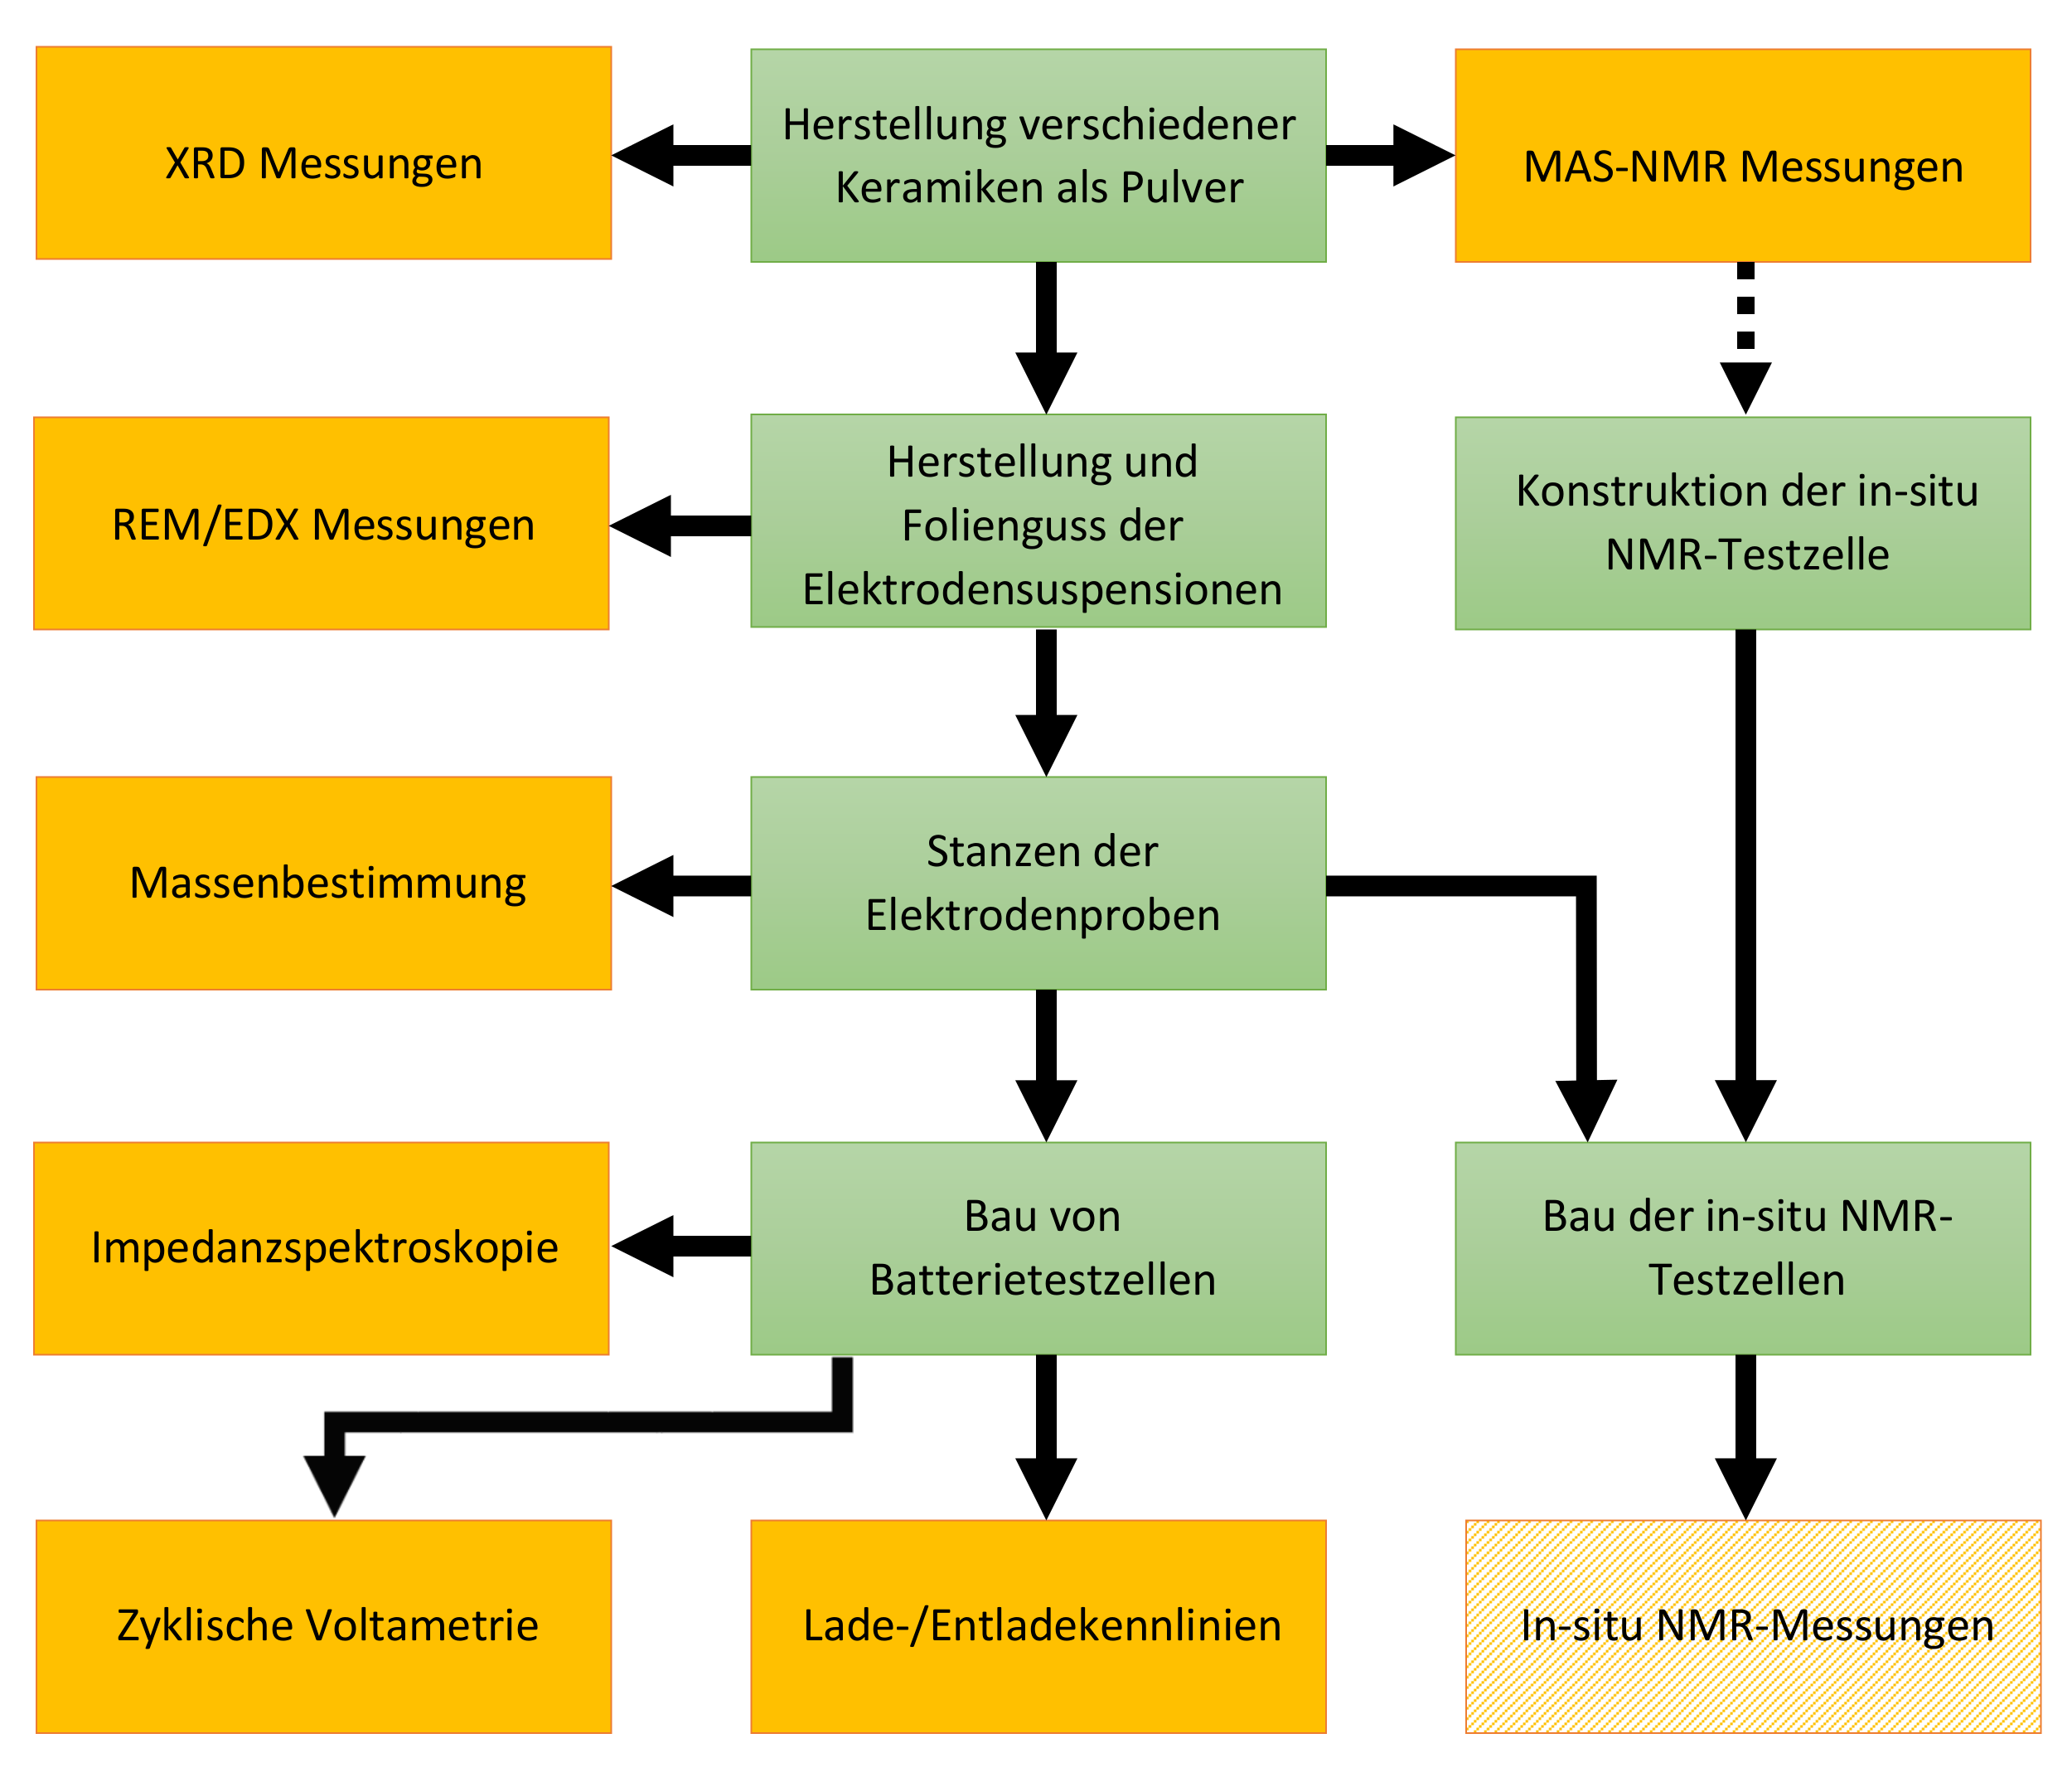 XRD Messungen
Herstellung verschiedener
Keramiken als Pulver
MAS-NMR Messungen
REM/EDX Messungen
Herstellung und
Folienguss der
Elektrodensuspensionen
Konstruktion der in-situ
NMR-Testzelle
Massenbestimmung
Stanzen der
Elektrodenproben
Impedanzspektroskopie
Bau von
Batterietestzellen
Bau der in-situ NMR-
Testzellen
Zyklische Voltametrie
Lade-/Entladekennlinien
In-situ NMR-Messungen